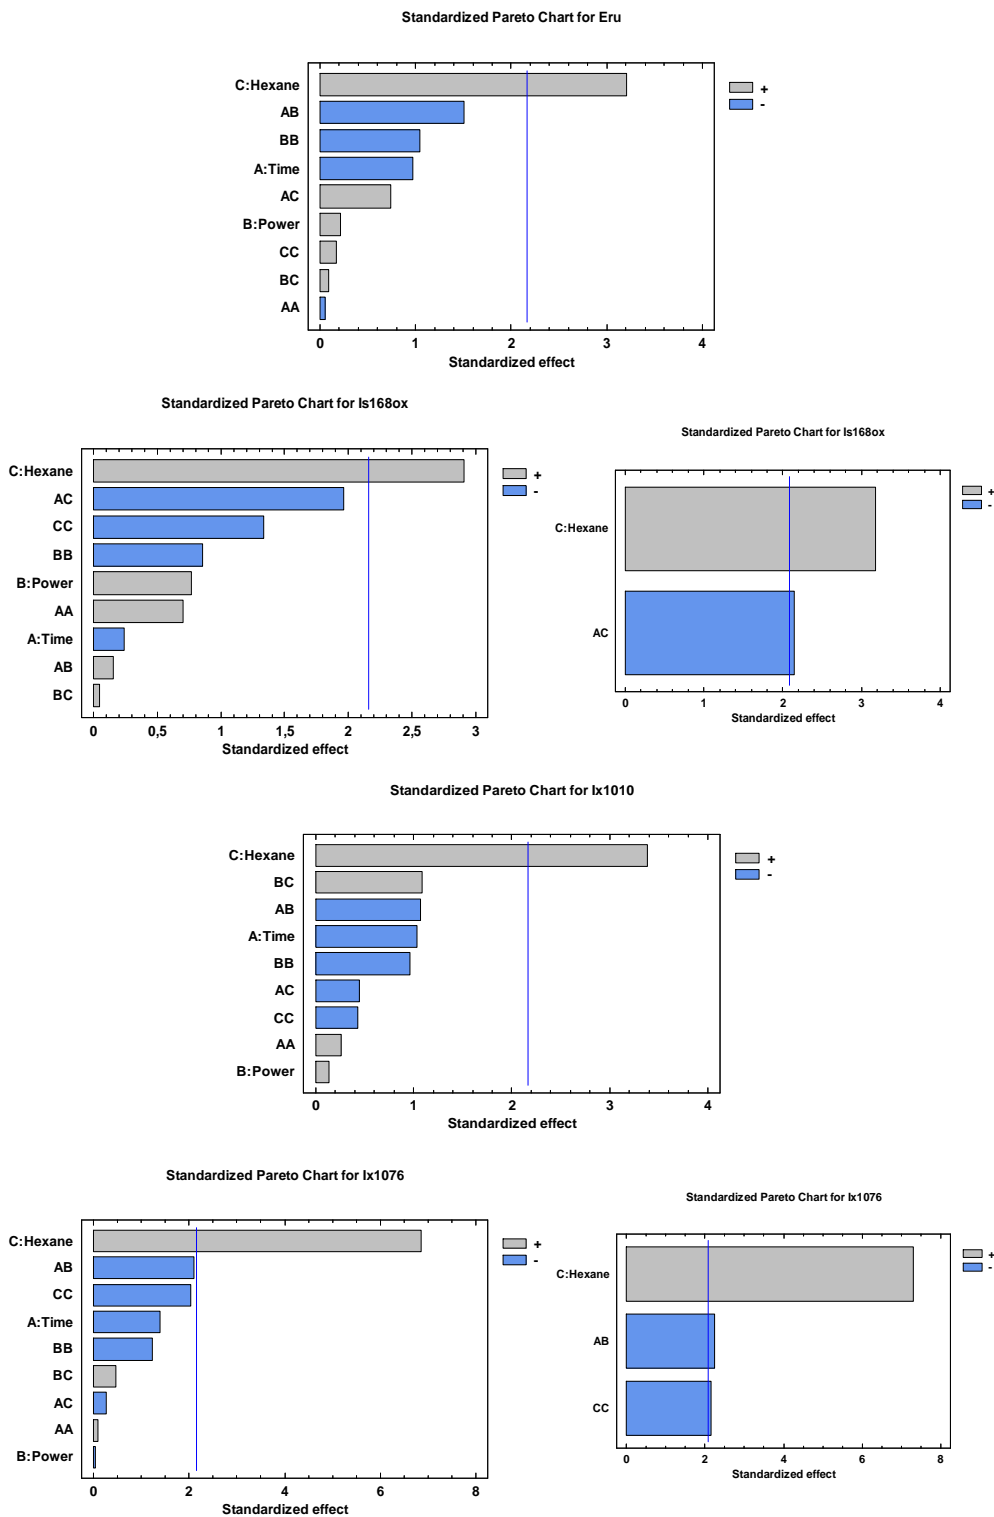 Standardized Pareto Chart for Eru
C:Hexane
AB
BB
A:Time
AC
B:Power
CC
BC
AA
0 1 2 3 4
Standardized effect
+
-
Standardized Pareto Chart for Is168ox
C:Hexane
AC
CC
BB
B:Power
AA
A:Time
AB
BC
0 0,5 1 1,5 2 2,5 3
Standardized effect
+
-
Standardized Pareto Chart for Is168ox
C:Hexane
AC
0 1 2 3 4
Standardized effect
+
-
Standardized Pareto Chart for Ix1010
C:Hexane
BC
AB
A:Time
BB
AC
CC
AA
B:Power
0 1 2 3 4
Standardized effect
+
-
Standardized Pareto Chart for Ix1076
C:Hexane
AB
CC
A:Time
BB
BC
AC
AA
B:Power
0 2 4 6 8
Standardized effect
+
-
Standardized Pareto Chart for Ix1076
C:Hexane
AB
CC
0 2 4 6 8
Standardized effect
+
-